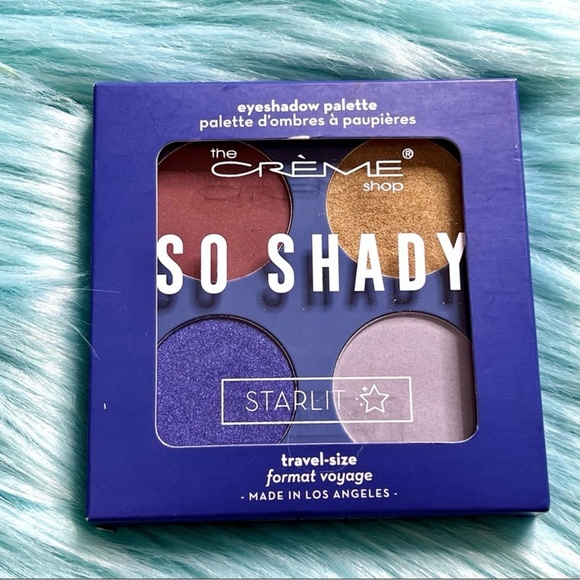 eyeshadow palette
palette d'ombres à paupières
the
CRÈME®
shop
SO SHADY
STARLIT
travel-size
format voyage
- MADE IN LOS ANGELES -